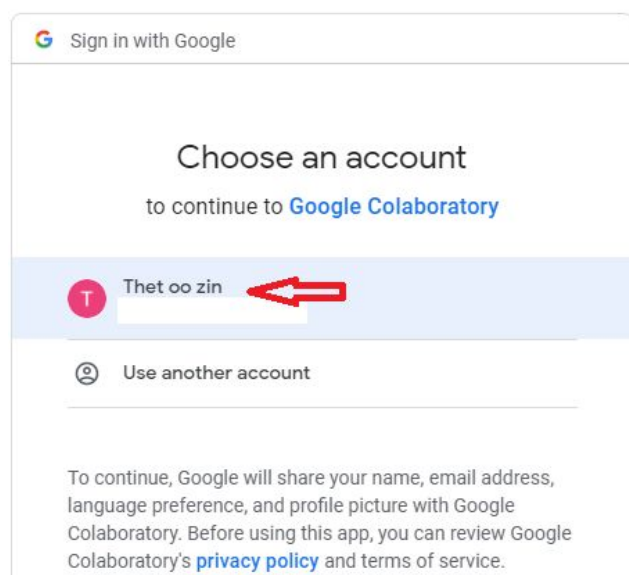 Sign in with Google
Choose an account
to continue to Google Colaboratory
T
Thet oo zin
Use another account
To continue, Google will share your name, email address,
language preference, and profile picture with Google
Colaboratory. Before using this app, you can review Google
Colaboratory's privacy policy and terms of service.